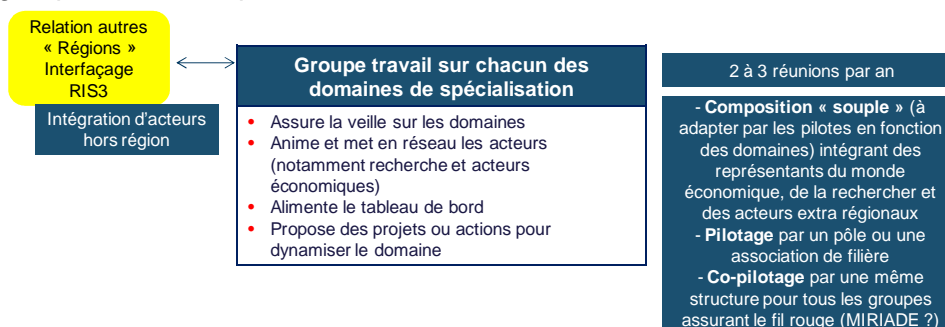 Relation autres
« Régions »
Interfaçage
RIS3
Intégration d'acteurs
hors région
Groupe travail sur chacun des
domaines de spécialisation
• Assure la veille sur les domaines
• Anime et met en réseau les acteurs
(notamment recherche et acteurs
économiques)
• Alimente le tableau de bord
• Propose des projets ou actions pour
dynamiser le domaine
2 à 3 réunions par an
- Composition « souple » (à
adapter par les pilotes en fonction
des domaines) intégrant des
représentants du monde
économique, de la rechercher et
des acteurs extra régionaux
- Pilotage par un pôle ou une
association de filière
- Co-pilotage par une même
structure pour tous les groupes
assurant le fil rouge (MIRIADE ?)